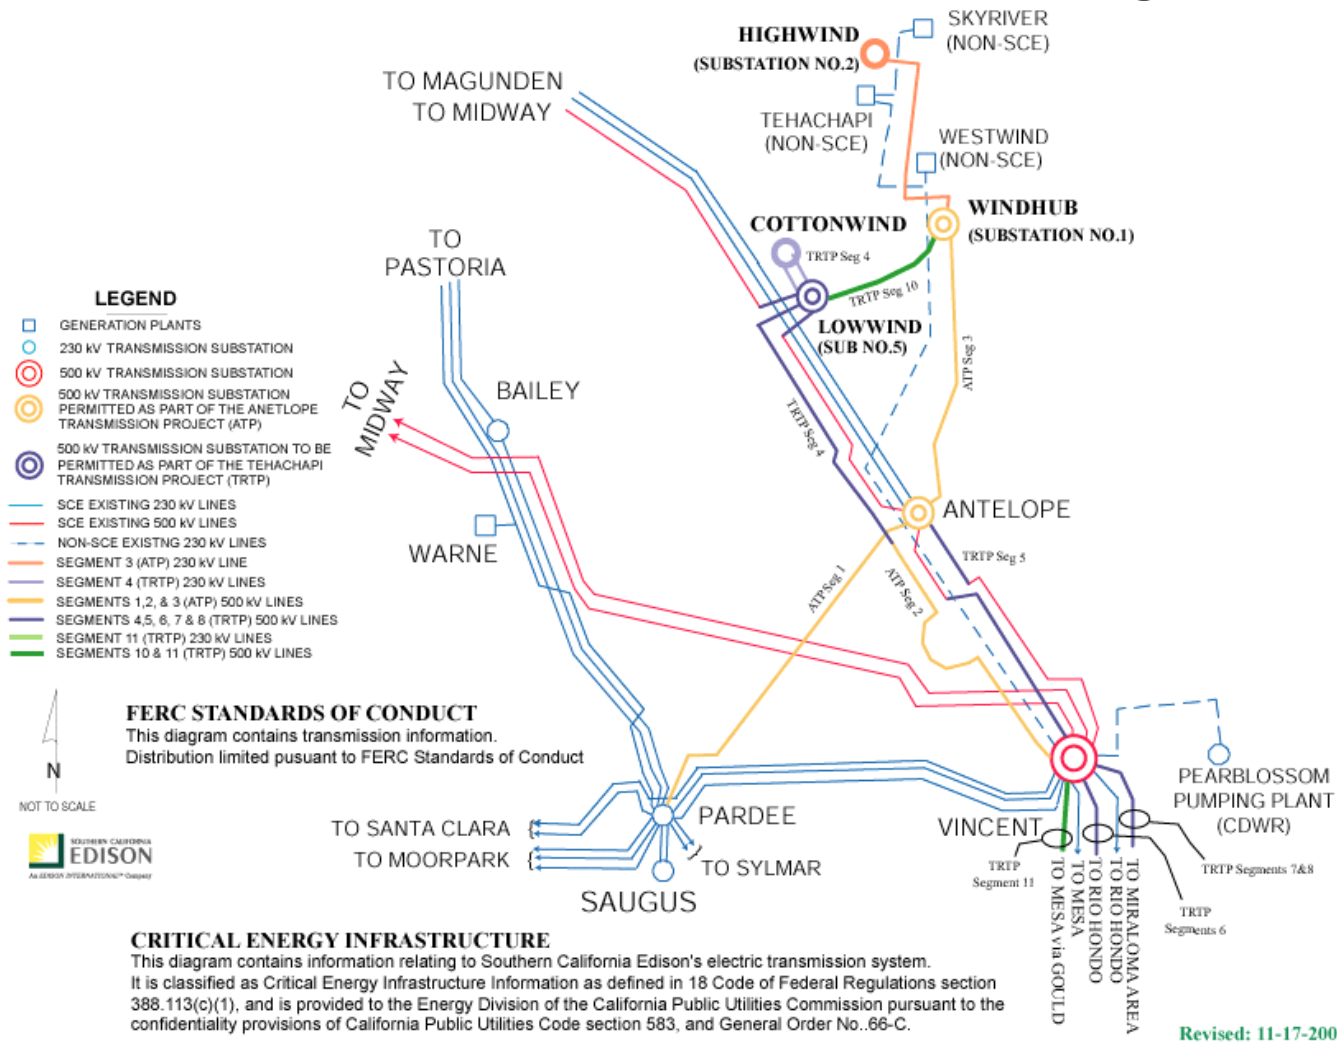 SKYRIVER
(NON-SCE)
HIGHWIND
(SUBSTATION NO.2)
TO MAGUNDEN
TO MIDWAY
TEHACHAPI
(NON-SCE)
WESTWIND
(NON-SCE)
WINDHUB
(SUBSTATION NO.1)
COTTONWIND
TRTP Seg 4
TRTP Seg 10
LOWWIND
(SUB NO.5)
TO
PASTORIA
ATP Seg 3
LEGEND
GENERATION PLANTS
230 kV TRANSMISSION SUBSTATION
500 kV TRANSMISSION SUBSTATION
500 kV TRANSMISSION SUBSTATION
PERMITTED AS PART OF THE ANETLOPE
TRANSMISSION PROJECT (ATP)
500 kV TRANSMISSION SUBSTATION TO BE
PERMITTED AS PART OF THE TEHACHAPI
TRANSMISSION PROJECT (TRTP)
SCE EXISTING 230 kV LINES
SCE EXISTING 500 kV LINES
NON-SCE EXISTNG 230 kV LINES
SEGMENT 3 (ATP) 230 kV LINE
SEGMENT 4 (TRTP) 230 kV LINES
SEGMENTS 1,2, & 3 (ATP) 500 kV LINES
SEGMENTS 4,5, 6, 7 & 8 (TRTP) 500 kV LINES
SEGMENT 11 (TRTP) 230 kV LINES
SEGMENTS 10 & 11 (TRTP) 500 kV LINES
TO
MIDWAY
BAILEY
TRTP Seg 4
WARNE
ANTELOPE
TRTP Seg 5
ATP Seg 1
ATP Seg 2
FERC STANDARDS OF CONDUCT
This diagram contains transmission information.
Distribution limited pusuant to FERC Standards of Conduct
N
NOT TO SCALE
SOUTHERN CALIFORNIA
EDISON
An EDISON INTERNATIONAL℠ Company
TO SANTA CLARA
TO MOORPARK
PARDEE
TO SYLMAR
SAUGUS
VINCENT
PEARBLOSSOM
PUMPING PLANT
(CDWR)
TRTP
Segment 11
TO MESA via GOULD
TO MESA
TO RIO HONDO
TO RIO HONDO
TO MIRALOMA AREA
TRTP Segments 7&8
TRTP
Segments 6
CRITICAL ENERGY INFRASTRUCTURE
This diagram contains information relating to Southern California Edison's electric transmission system.
It is classified as Critical Energy Infrastructure Information as defined in 18 Code of Federal Regulations section
388.113(c)(1), and is provided to the Energy Division of the California Public Utilities Commission pursuant to the
confidentiality provisions of California Public Utilities Code section 583, and General Order No..66-C.
Revised: 11-17-200